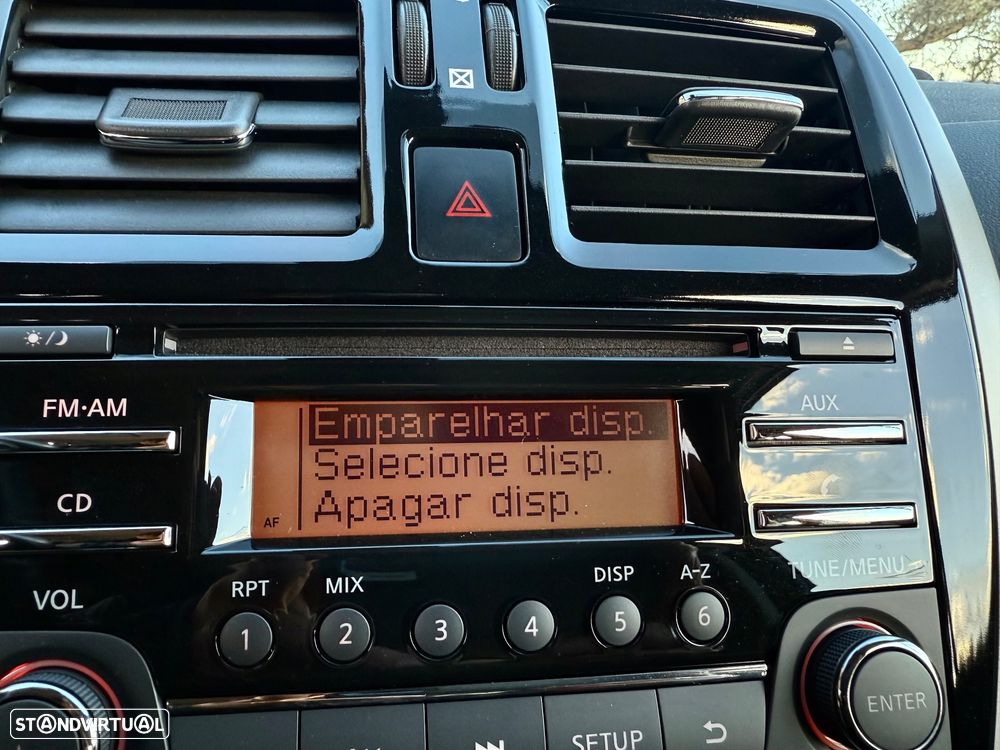 FM·AM
AUX
Emparelhar disp.
Selecione disp.
Apagar disp.
AF
CD
TUNE/MENU
VOL
RPT
MIX
DISP
A-Z
1
2
3
4
5
6
ENTER
SETUP
STANDVIRTUAL